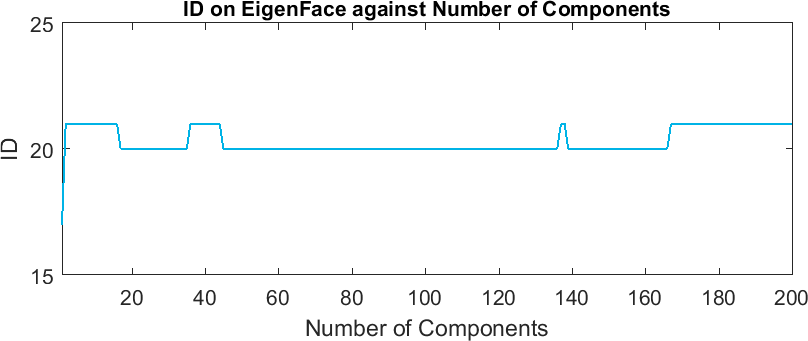 ID on EigenFace against Number of Components
25
20
15
ID
20 40 60 80 100 120 140 160 180 200
Number of Components